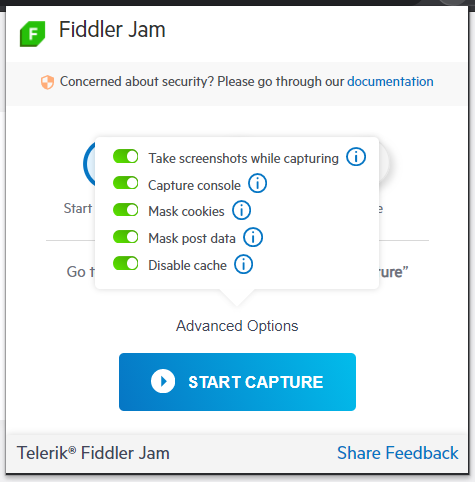 Fiddler Jam
Concerned about security? Please go through our documentation
Take screenshots while capturing
Capture console
Mask cookies
Start
Mask post data
Disable cache
Go t
ure”
Advanced Options
START CAPTURE
Telerik® Fiddler Jam
Share Feedback